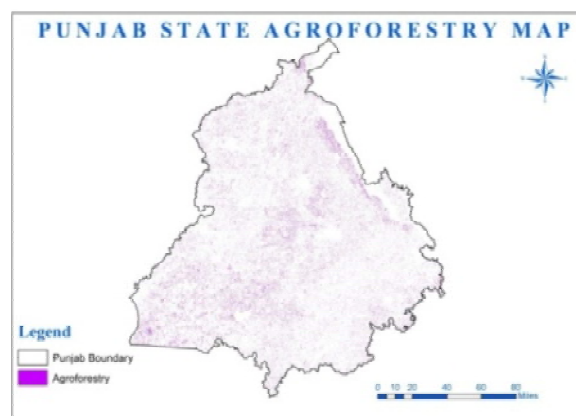 PUNJAB STATE AGROFORESTRY MAP
Legend
Punjab Boundary
Agroforestry
0 10 20 40 60 80
Miles